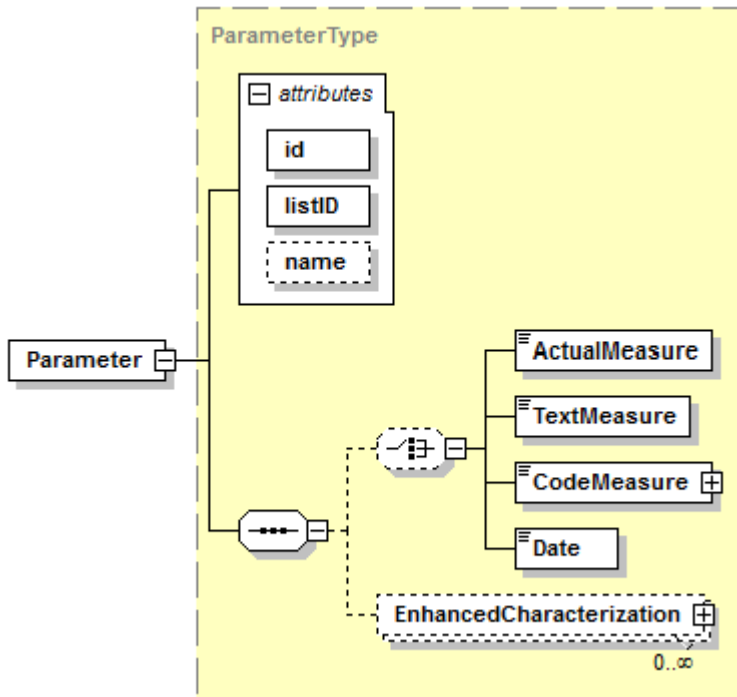 ParameterType
attributes
id
listID
name
Parameter
ActualMeasure
TextMeasure
CodeMeasure
Date
EnhancedCharacterization
0..∞